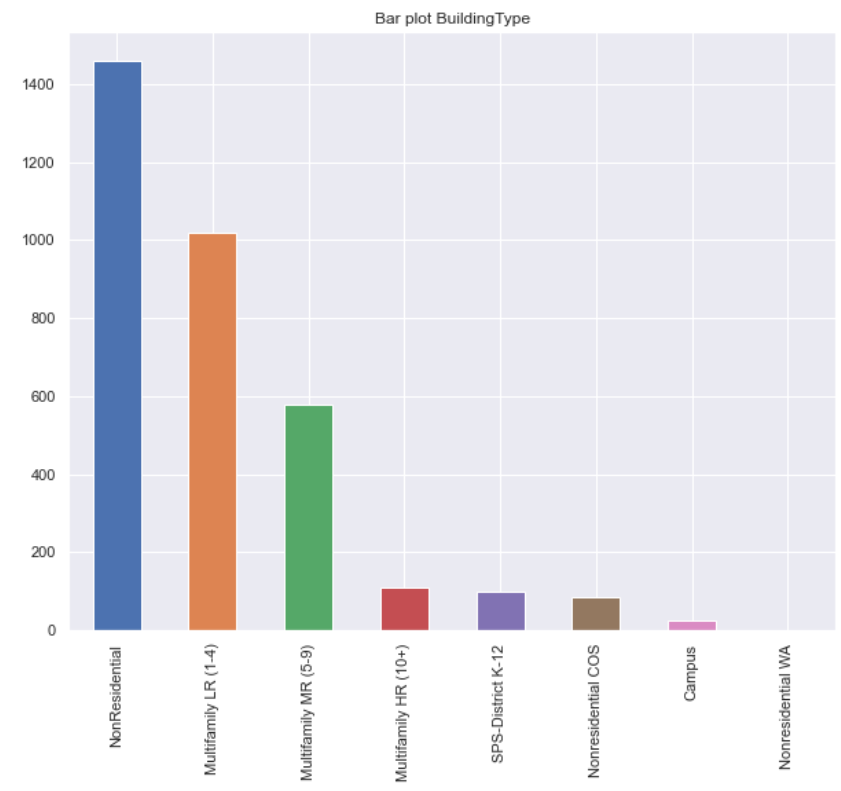 Bar plot BuildingType
1400
1200
1000
800
600
400
200
0
NonResidential
Multifamily LR (1-4)
Multifamily MR (5-9)
Multifamily HR (10+)
SPS-District K-12
Nonresidential COS
Campus
Nonresidential WA